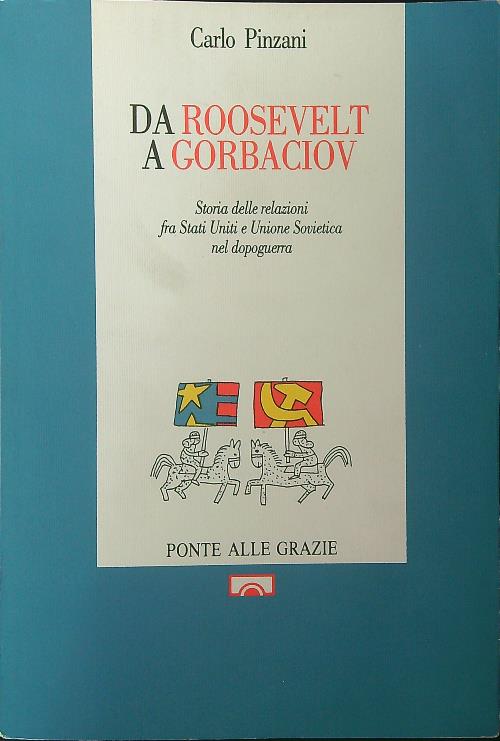 Carlo Pinzani
DA ROOSEVELT
A GORBACIOV
Storia delle relazioni
fra Stati Uniti e Unione Sovietica
nel dopoguerra
PONTE ALLE GRAZIE